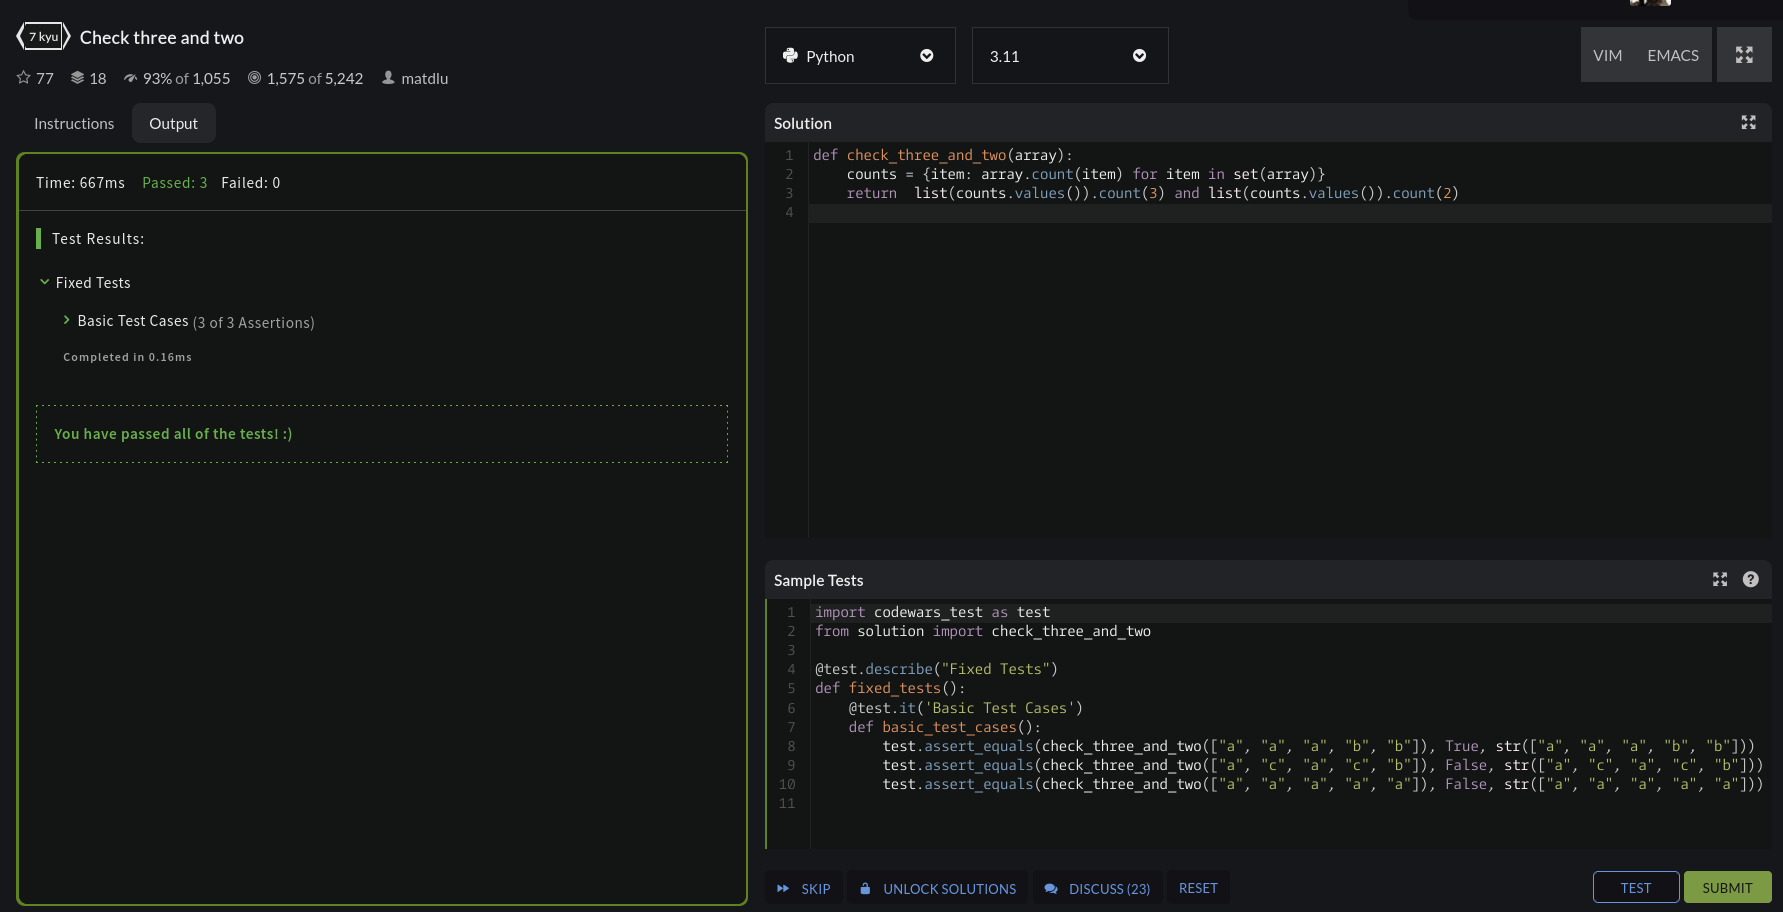 7 kyu Check three and two
77 18 93% of 1,055 1,575 of 5,242 matdlu
Instructions Output
Time: 667ms Passed: 3 Failed: 0
Test Results:
Fixed Tests
Basic Test Cases (3 of 3 Assertions)
Completed in 0.16ms
You have passed all of the tests! :)
Python 3.11 VIM EMACS
Solution
1 def check_three_and_two(array):
2     counts = {item: array.count(item) for item in set(array)}
3     return  list(counts.values()).count(3) and list(counts.values()).count(2)
4
Sample Tests
1 import codewars_test as test
2 from solution import check_three_and_two
3
4 @test.describe("Fixed Tests")
5 def fixed_tests():
6     @test.it('Basic Test Cases')
7     def basic_test_cases():
8         test.assert_equals(check_three_and_two(["a", "a", "a", "b", "b"]), True, str(["a", "a", "a", "b", "b"]))
9         test.assert_equals(check_three_and_two(["a", "c", "a", "c", "b"]), False, str(["a", "c", "a", "c", "b"]))
10         test.assert_equals(check_three_and_two(["a", "a", "a", "a", "a"]), False, str(["a", "a", "a", "a", "a"]))
11
SKIP UNLOCK SOLUTIONS DISCUSS (23) RESET TEST SUBMIT